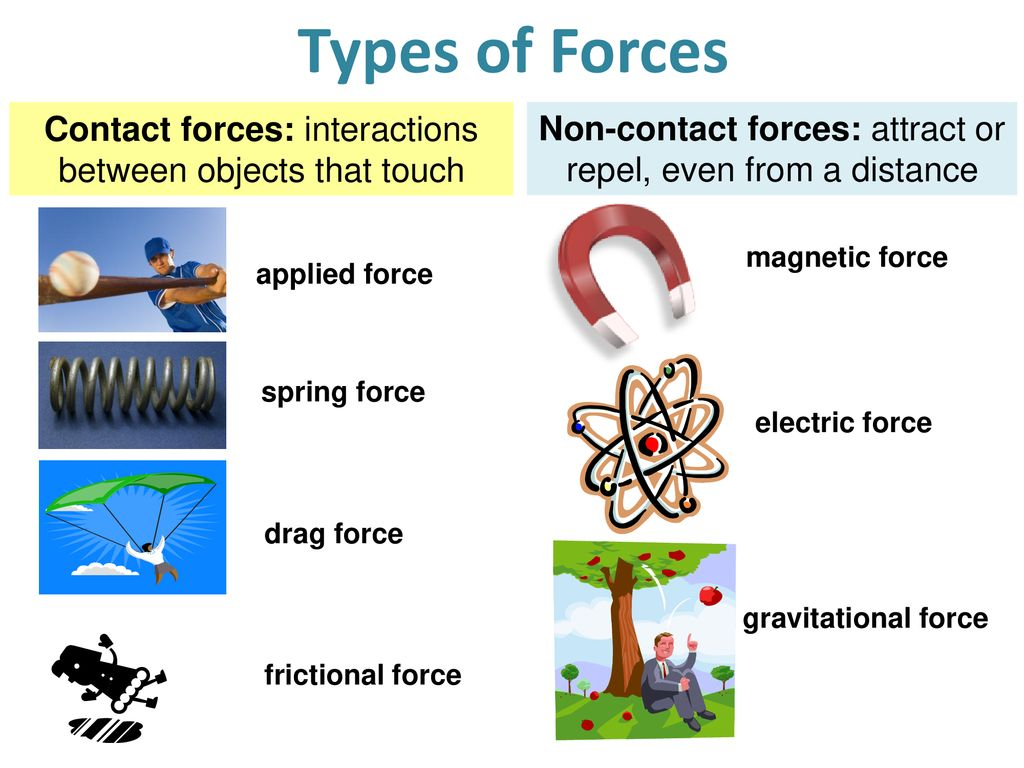 Types of Forces
Contact forces: interactions
between objects that touch
Non-contact forces: attract or
repel, even from a distance
applied force
spring force
drag force
frictional force
magnetic force
electric force
gravitational force